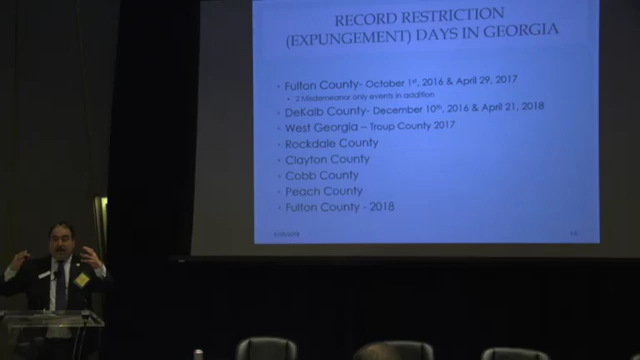 RECORD RESTRICTION
(EXPUNGEMENT) DAYS IN GEORGIA
• Fulton County- October 1st, 2016 & April 29, 2017
• 2 Misdemeanor only events in addition
• DeKalb County- December 10th, 2016 & April 21, 2018
• West Georgia – Troup County 2017
• Rockdale County
• Clayton County
• Cobb County
• Peach County
• Fulton County - 2018